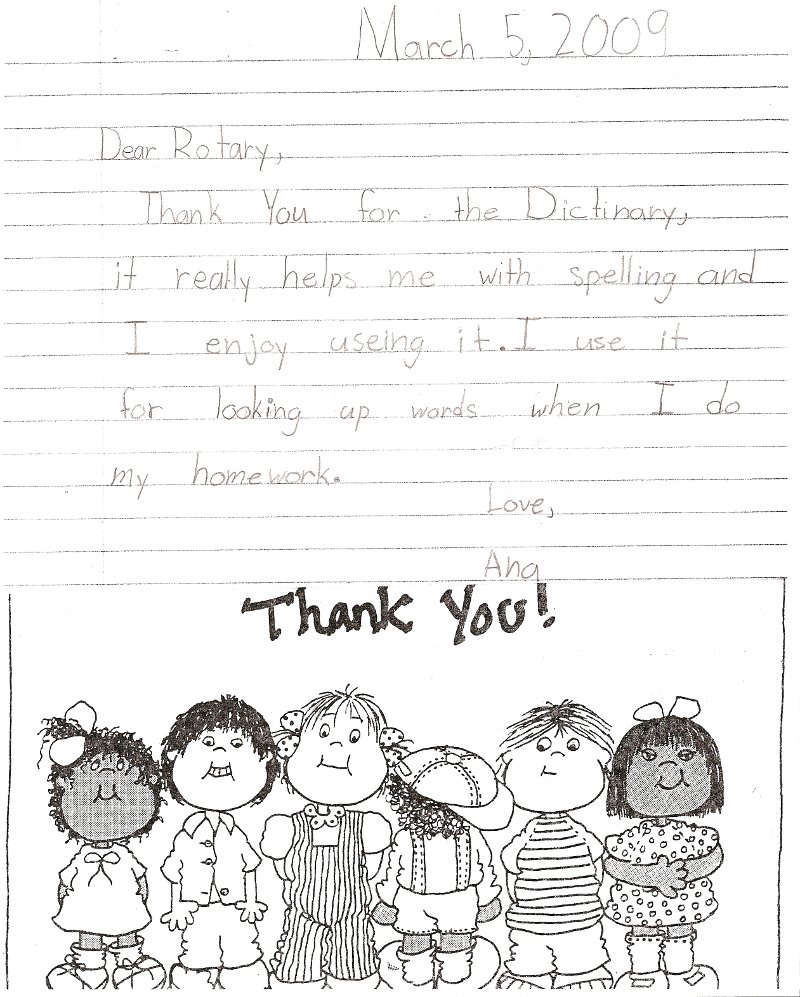 March 5, 2009
Dear Rotary,
Thank You for the Dictinary,
it really helps me with spelling and
I enjoy useing it. I use it
for looking up words when I do
my homework.
Love,
Ana
Thank You!